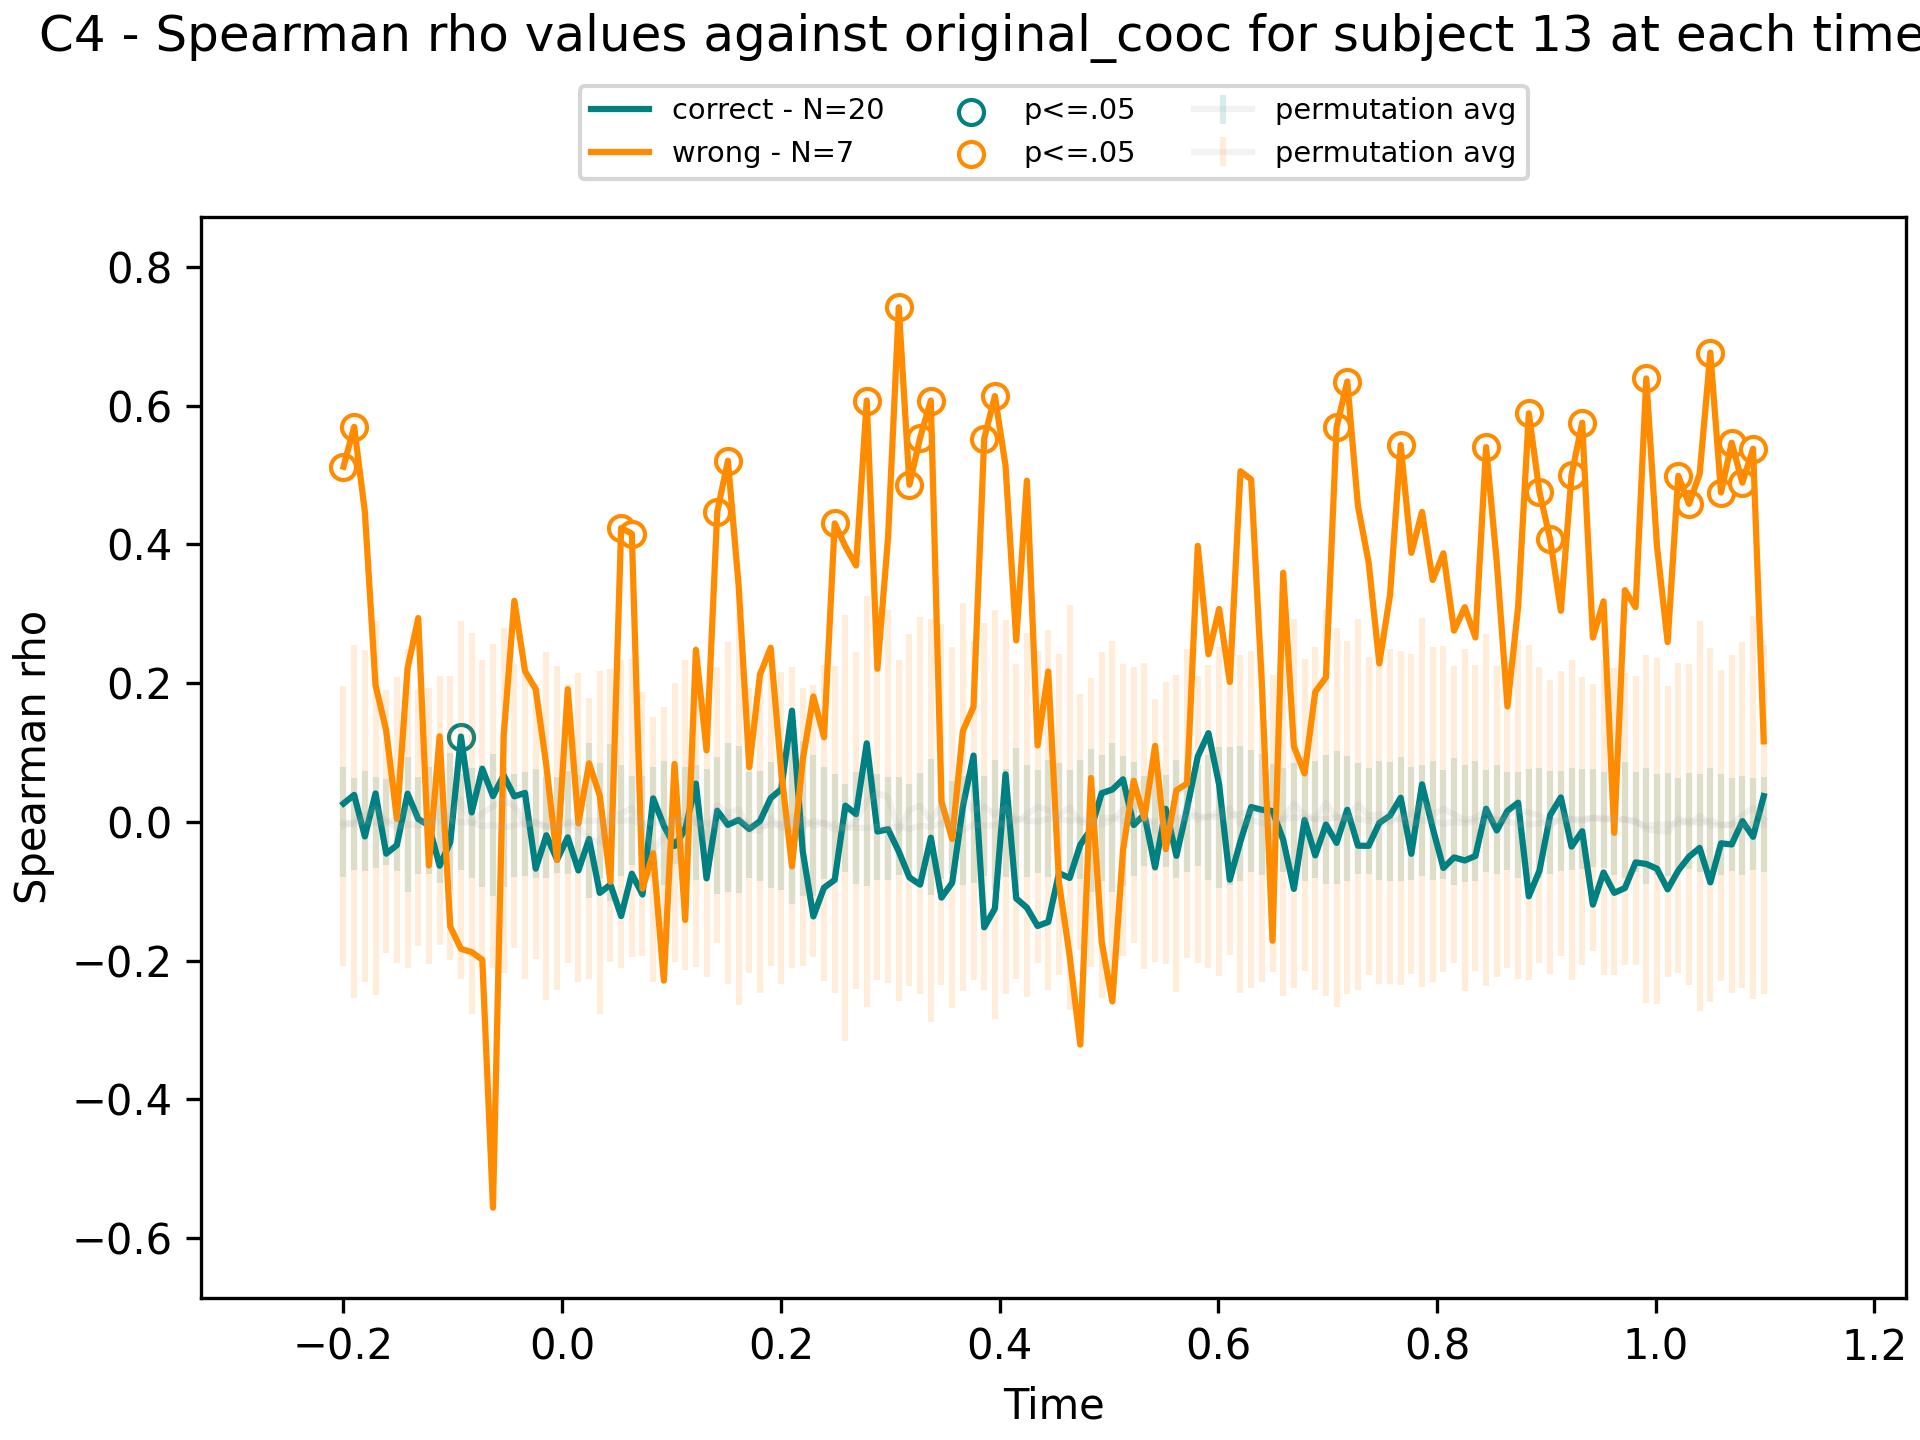 C4 - Spearman rho values against original_cooc for subject 13 at each time
correct - N=20
wrong - N=7
p<=.05
p<=.05
permutation avg
permutation avg
Spearman rho
0.8
0.6
0.4
0.2
0.0
−0.2
−0.4
−0.6
−0.2
0.0
0.2
0.4
0.6
0.8
1.0
1.2
Time